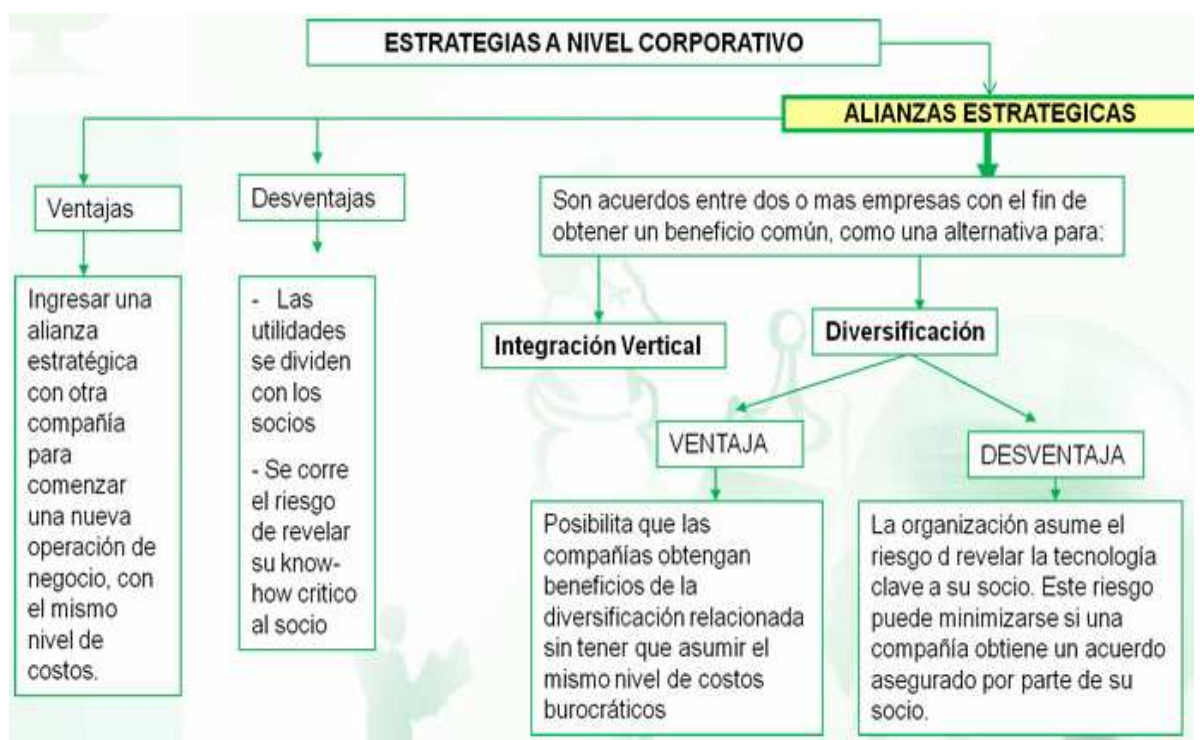 ESTRATEGIAS A NIVEL CORPORATIVO
ALIANZAS ESTRATEGICAS
Ventajas
Ingresar una
alianza
estratégica
con otra
compañía
para
comenzar
una nueva
operación de
negocio, con
el mismo
nivel de
costos.
Desventajas
- Las
utilidades
se dividen
con los
socios
- Se corre
el riesgo
de revelar
su know-
how critico
al socio
Son acuerdos entre dos o mas empresas con el fin de
obtener un beneficio común, como una alternativa para:
Integración Vertical
Diversificación
VENTAJA
Posibilita que las
compañías obtengan
beneficios de la
diversificación relacionada
sin tener que asumir el
mismo nivel de costos
burocráticos
DESVENTAJA
La organización asume el
riesgo d revelar la tecnología
clave a su socio. Este riesgo
puede minimizarse si una
compañía obtiene un acuerdo
asegurado por parte de su
socio.